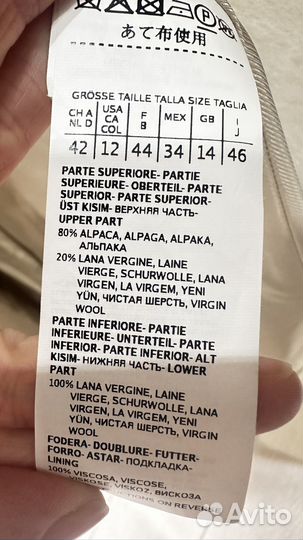 あて布使用
GRÖSSE TAILLE TALLA SIZE TAGLIA
CH A NL D
USA CA COL
F B
MEX
GB
I J
42 12 44 34 14 46
PARTE SUPERIORE- PARTIE
SUPERIEURE- OBERTEIL- PARTE
SUPERIOR- PARTE SUPERIOR-
ÜST KISIM- ВЕРХНЯЯ ЧАСТЬ-
UPPER PART
80% ALPACA, ALPAGA, ALPAKA,
АЛЬПАКА
20% LANA VERGINE, LAINE
VIERGE, SCHURWOLLE, LANA
VIRGEN, LA VIRGEM, YENI
YÜN, ЧИСТАЯ ШЕРСТЬ, VIRGIN
WOOL
PARTE INFERIORE- PARTIE
INFERIEURE- UNTERTEIL- PARTE
INFERIOR- PARTE INFERIOR- ALT
KISIM- НИЖНЯЯ ЧАСТЬ- LOWER
PART
100% LANA VERGINE, LAINE
VIERGE, SCHURWOLLE, LANA
VIRGEN, LA VIRGEM, YENI
YÜN, ЧИСТАЯ ШЕРСТЬ, VIRGIN
WOOL
FODERA- DOUBLURE- FUTTER-
FORRO- ASTAR- ПОДКЛАДКА-
LINING
100% VISCOSA, VISCOSE,
VISKOSE, VISKOZ, ВИСКОЗА
INSTRUCTIONS ON REVERSE
Avito